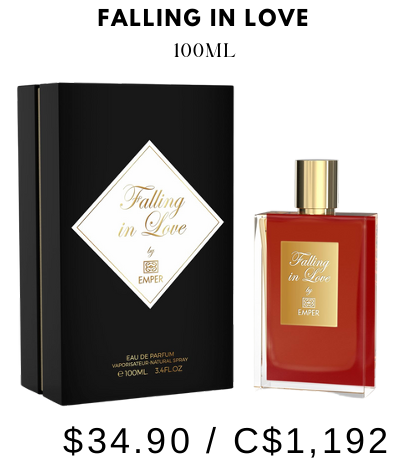 FALLING IN LOVE
100ML
Falling
in Love
by
EMPER
EAU DE PARFUM
VAPORISATEUR-NATURAL SPRAY
℮100ML 3.4FL.OZ
Falling
in Love
by
EMPER
$34.90 / C$1,192